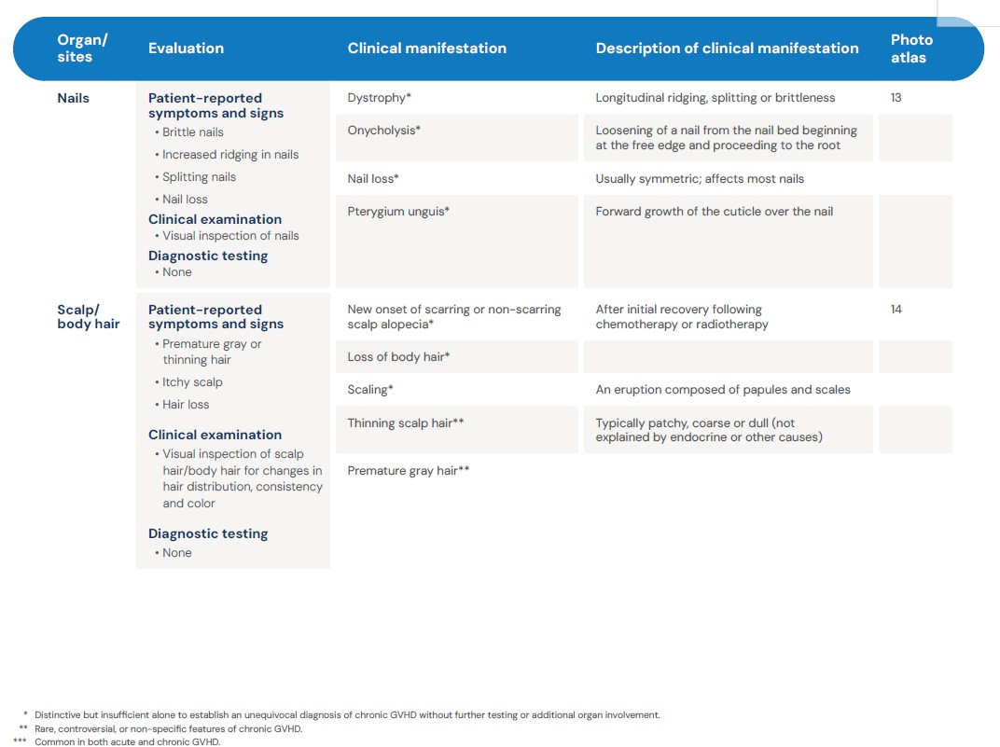 Organ/
sites
Evaluation
Clinical manifestation
Description of clinical manifestation
Photo
atlas
Nails
Patient-reported
symptoms and signs
• Brittle nails
• Increased ridging in nails
• Splitting nails
• Nail loss
Clinical examination
• Visual inspection of nails
Diagnostic testing
• None
Dystrophy*
Longitudinal ridging, splitting or brittleness
13
Onycholysis*
Loosening of a nail from the nail bed beginning
at the free edge and proceeding to the root
Nail loss*
Usually symmetric; affects most nails
Pterygium unguis*
Forward growth of the cuticle over the nail
Scalp/
body hair
Patient-reported
symptoms and signs
• Premature gray or
thinning hair
• Itchy scalp
• Hair loss
Clinical examination
• Visual inspection of scalp
hair/body hair for changes in
hair distribution, consistency
and color
Diagnostic testing
• None
New onset of scarring or non-scarring
scalp alopecia*
After initial recovery following
chemotherapy or radiotherapy
14
Loss of body hair*
Scaling*
An eruption composed of papules and scales
Thinning scalp hair**
Typically patchy, coarse or dull (not
explained by endocrine or other causes)
Premature gray hair**
* Distinctive but insufficient alone to establish an unequivocal diagnosis of chronic GVHD without further testing or additional organ involvement.
** Rare, controversial, or non-specific features of chronic GVHD.
*** Common in both acute and chronic GVHD.